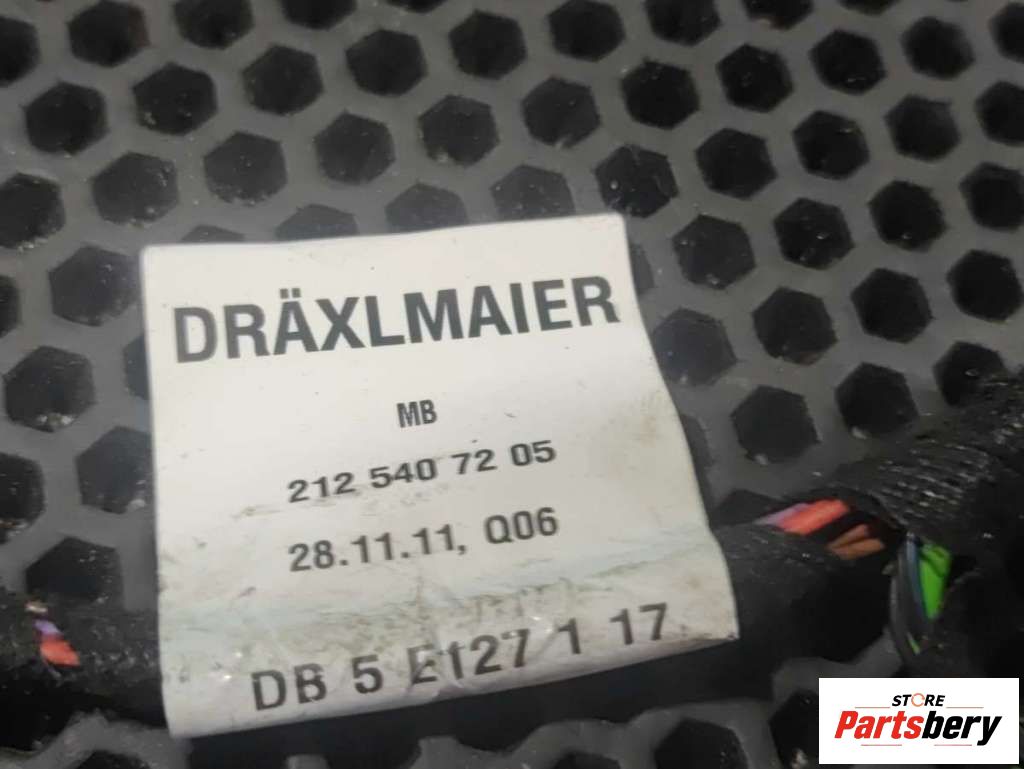 DRÄXLMAIER
MB
212 540 72 05
28.11.11, Q06
DB 5 E127 1 17
STORE
Partsbery